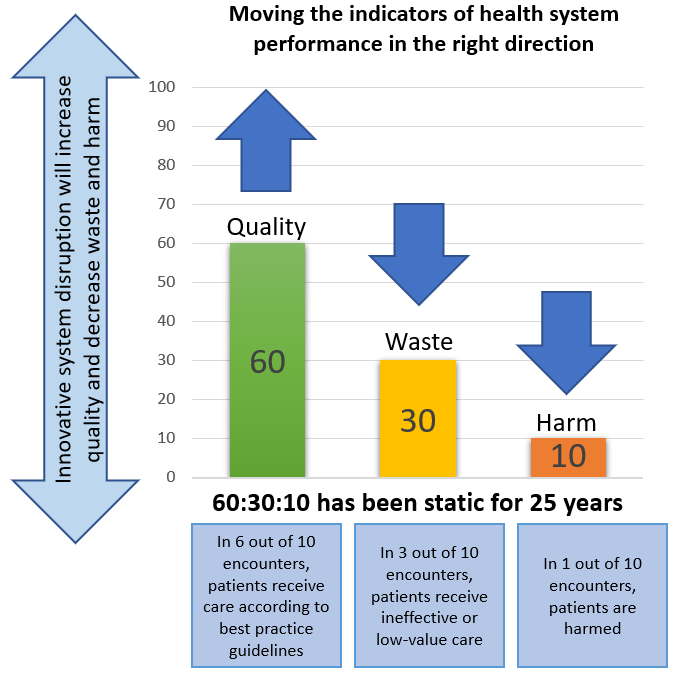 Moving the indicators of health system
performance in the right direction
Innovative system disruption will increase
quality and decrease waste and harm
100
90
80
70
60
50
40
30
20
10
0
Quality
60
Waste
30
Harm
10
60:30:10 has been static for 25 years
In 6 out of 10
encounters,
patients receive
care according to
best practice
guidelines
In 3 out of 10
encounters,
patients receive
ineffective or
low-value care
In 1 out of 10
encounters,
patients are
harmed